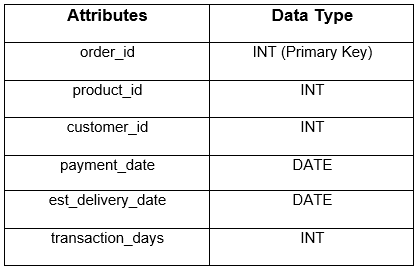 Attributes Data Type
order_id INT (Primary Key)
product_id INT
customer_id INT
payment_date DATE
est_delivery_date DATE
transaction_days INT